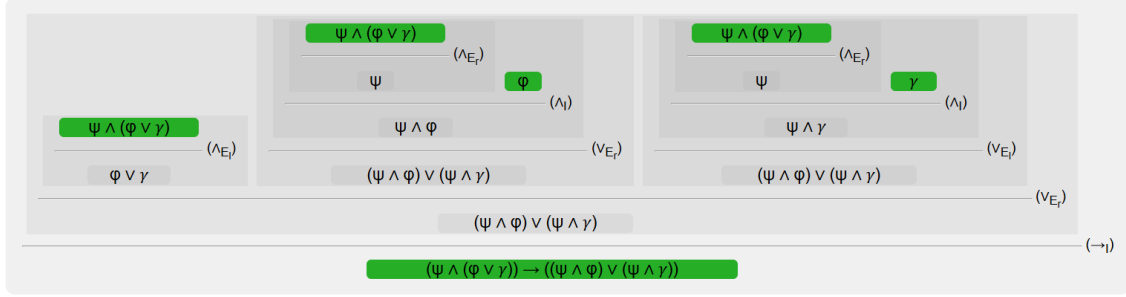 ψ ∧ (φ ∨ γ) ψ ∧ (φ ∨ γ)
(∧Er) (∧Er)
ψ φ ψ γ
(∧I) (∧I)
ψ ∧ (φ ∨ γ) ψ ∧ φ ψ ∧ γ
(∧El) (∨Er) (∨El)
φ ∨ γ (ψ ∧ φ) ∨ (ψ ∧ γ) (ψ ∧ φ) ∨ (ψ ∧ γ)
(∨Er)
(ψ ∧ φ) ∨ (ψ ∧ γ)
(→I)
(ψ ∧ (φ ∨ γ)) → ((ψ ∧ φ) ∨ (ψ ∧ γ))